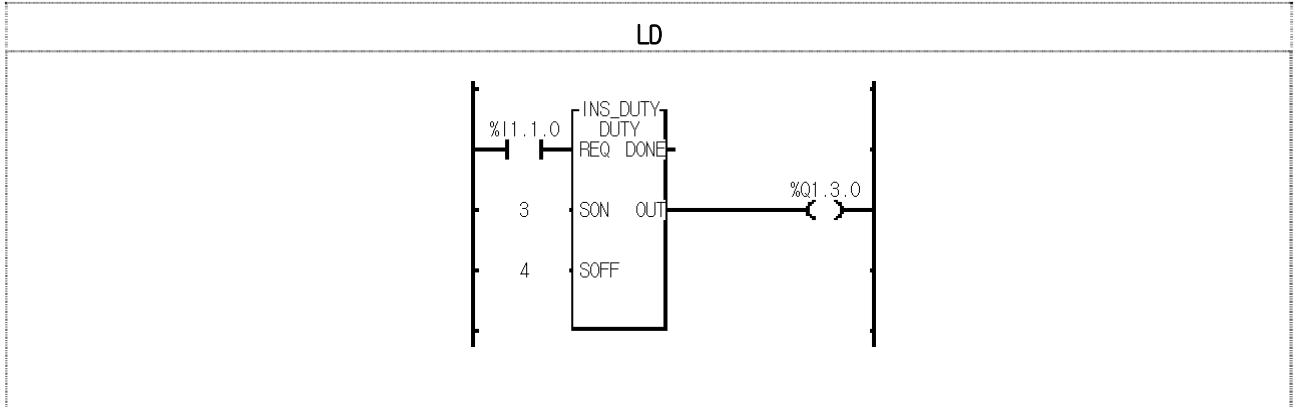 LD
INS_DUTY
%I1.1.0 DUTY
REQ DONE
%Q1.3.0
3 SON OUT
4 SOFF